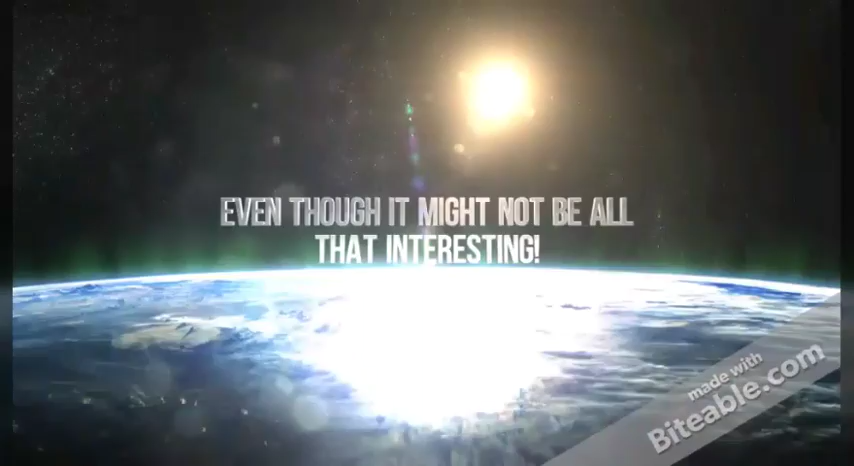 EVEN THOUGH IT MIGHT NOT BE ALL
THAT INTERESTING!
made with
Biteable.com